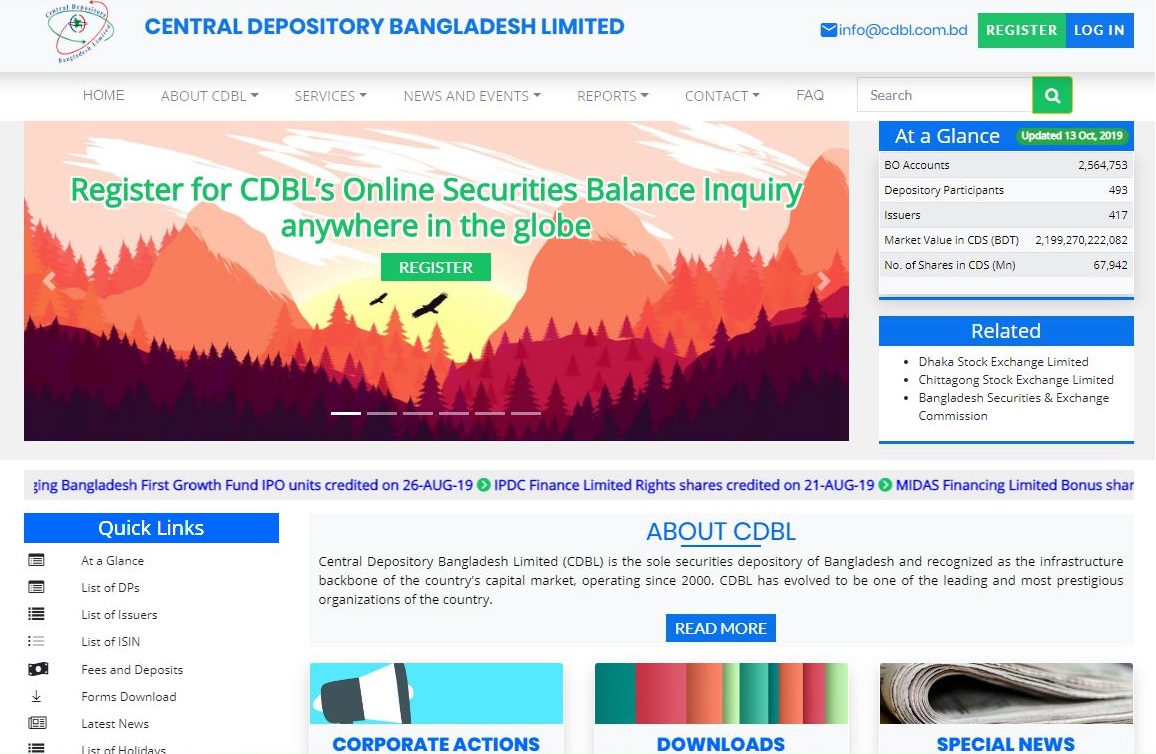 Central Depository
Bangladesh Limited
CENTRAL DEPOSITORY BANGLADESH LIMITED
info@cdbl.com.bd
REGISTER
LOG IN
HOME
ABOUT CDBL
SERVICES
NEWS AND EVENTS
REPORTS
CONTACT
FAQ
Search
Register for CDBL's Online Securities Balance Inquiry
anywhere in the globe
REGISTER
At a Glance Updated 13 Oct, 2019
BO Accounts 2,564,753
Depository Participants 493
Issuers 417
Market Value in CDS (BDT) 2,199,270,222,082
No. of Shares in CDS (Mn) 67,942
Related
Dhaka Stock Exchange Limited
Chittagong Stock Exchange Limited
Bangladesh Securities & Exchange
Commission
ging Bangladesh First Growth Fund IPO units credited on 26-AUG-19 IPDC Finance Limited Rights shares credited on 21-AUG-19 MIDAS Financing Limited Bonus shar
Quick Links
At a Glance
List of DPs
List of Issuers
List of ISIN
Fees and Deposits
Forms Download
Latest News
List of Holidays
ABOUT CDBL
Central Depository Bangladesh Limited (CDBL) is the sole securities depository of Bangladesh and recognized as the infrastructure
backbone of the country's capital market, operating since 2000. CDBL has evolved to be one of the leading and most prestigious
organizations of the country.
READ MORE
CORPORATE ACTIONS
DOWNLOADS
SPECIAL NEWS